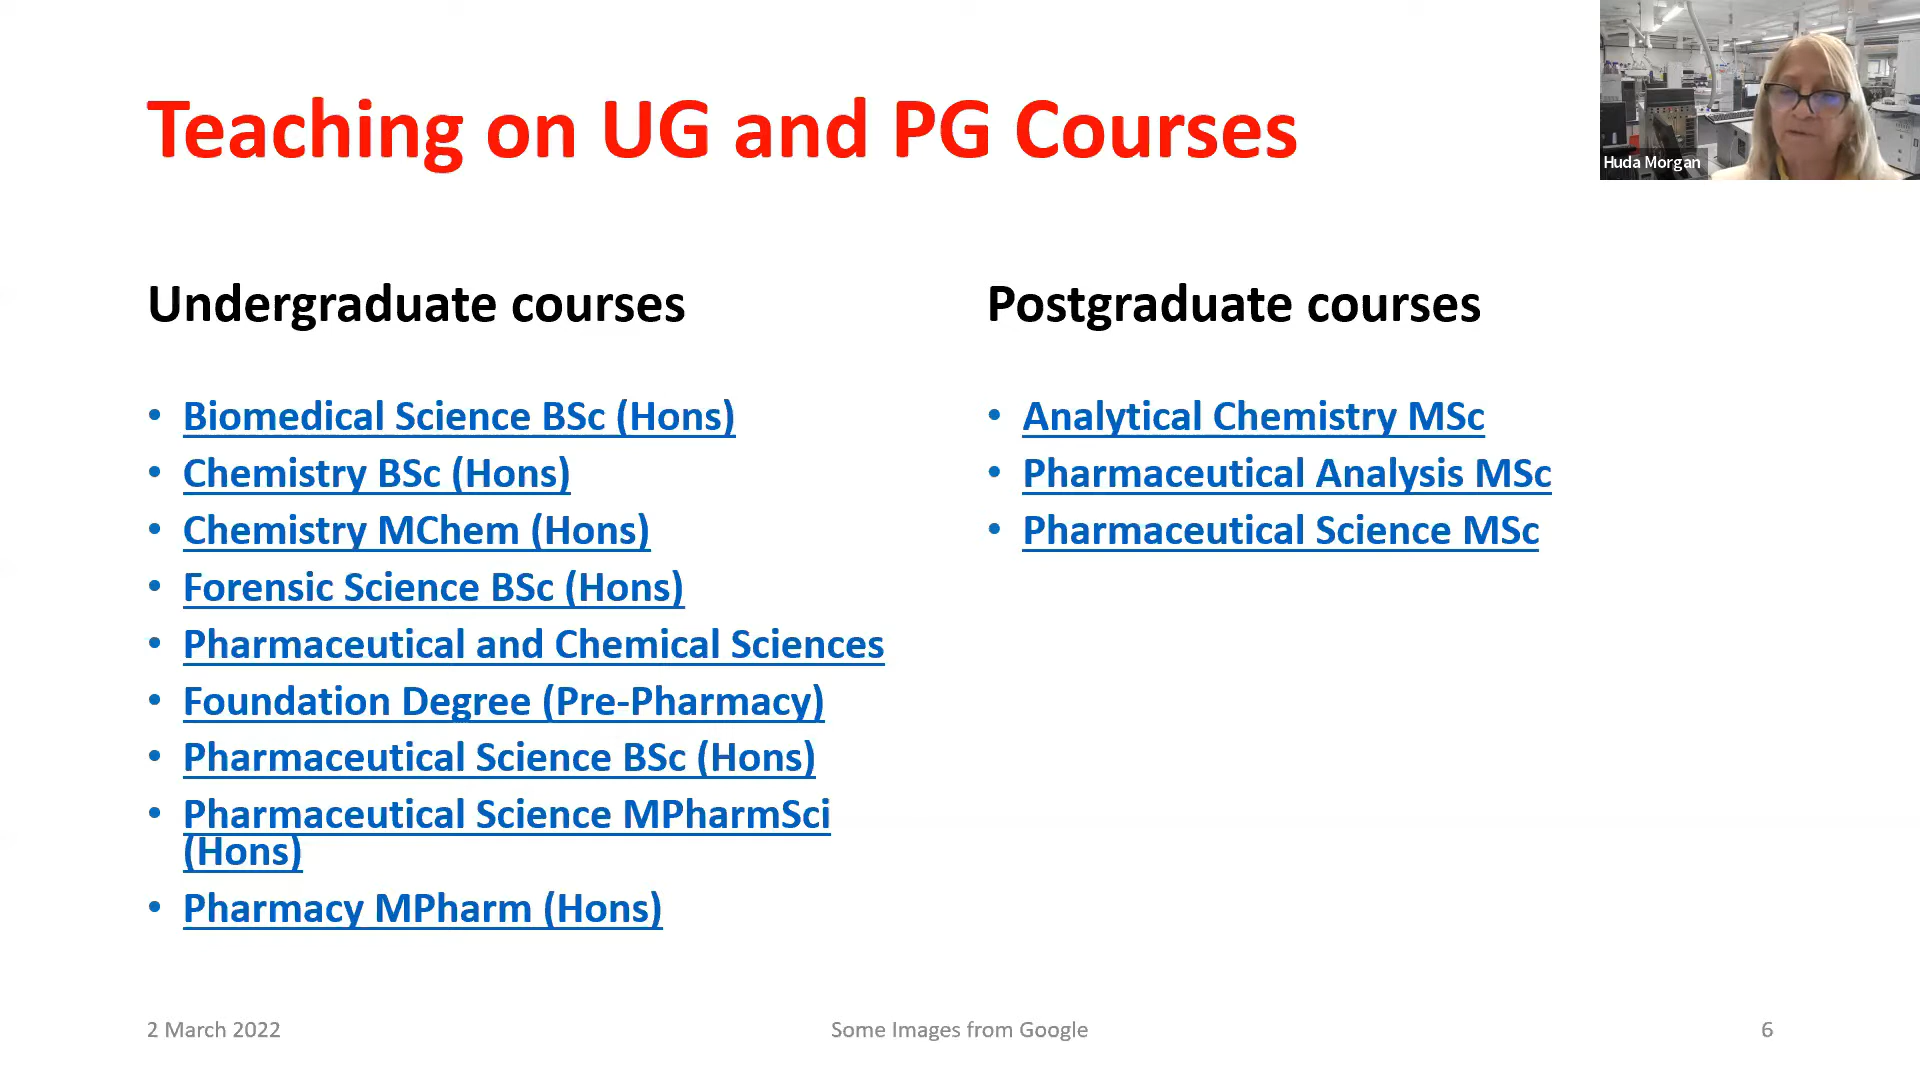 Teaching on UG and PG Courses
Huda Morgan
Undergraduate courses
• Biomedical Science BSc (Hons)
• Chemistry BSc (Hons)
• Chemistry MChem (Hons)
• Forensic Science BSc (Hons)
• Pharmaceutical and Chemical Sciences
• Foundation Degree (Pre-Pharmacy)
• Pharmaceutical Science BSc (Hons)
• Pharmaceutical Science MPharmSci
(Hons)
• Pharmacy MPharm (Hons)
Postgraduate courses
• Analytical Chemistry MSc
• Pharmaceutical Analysis MSc
• Pharmaceutical Science MSc
2 March 2022
Some Images from Google
6